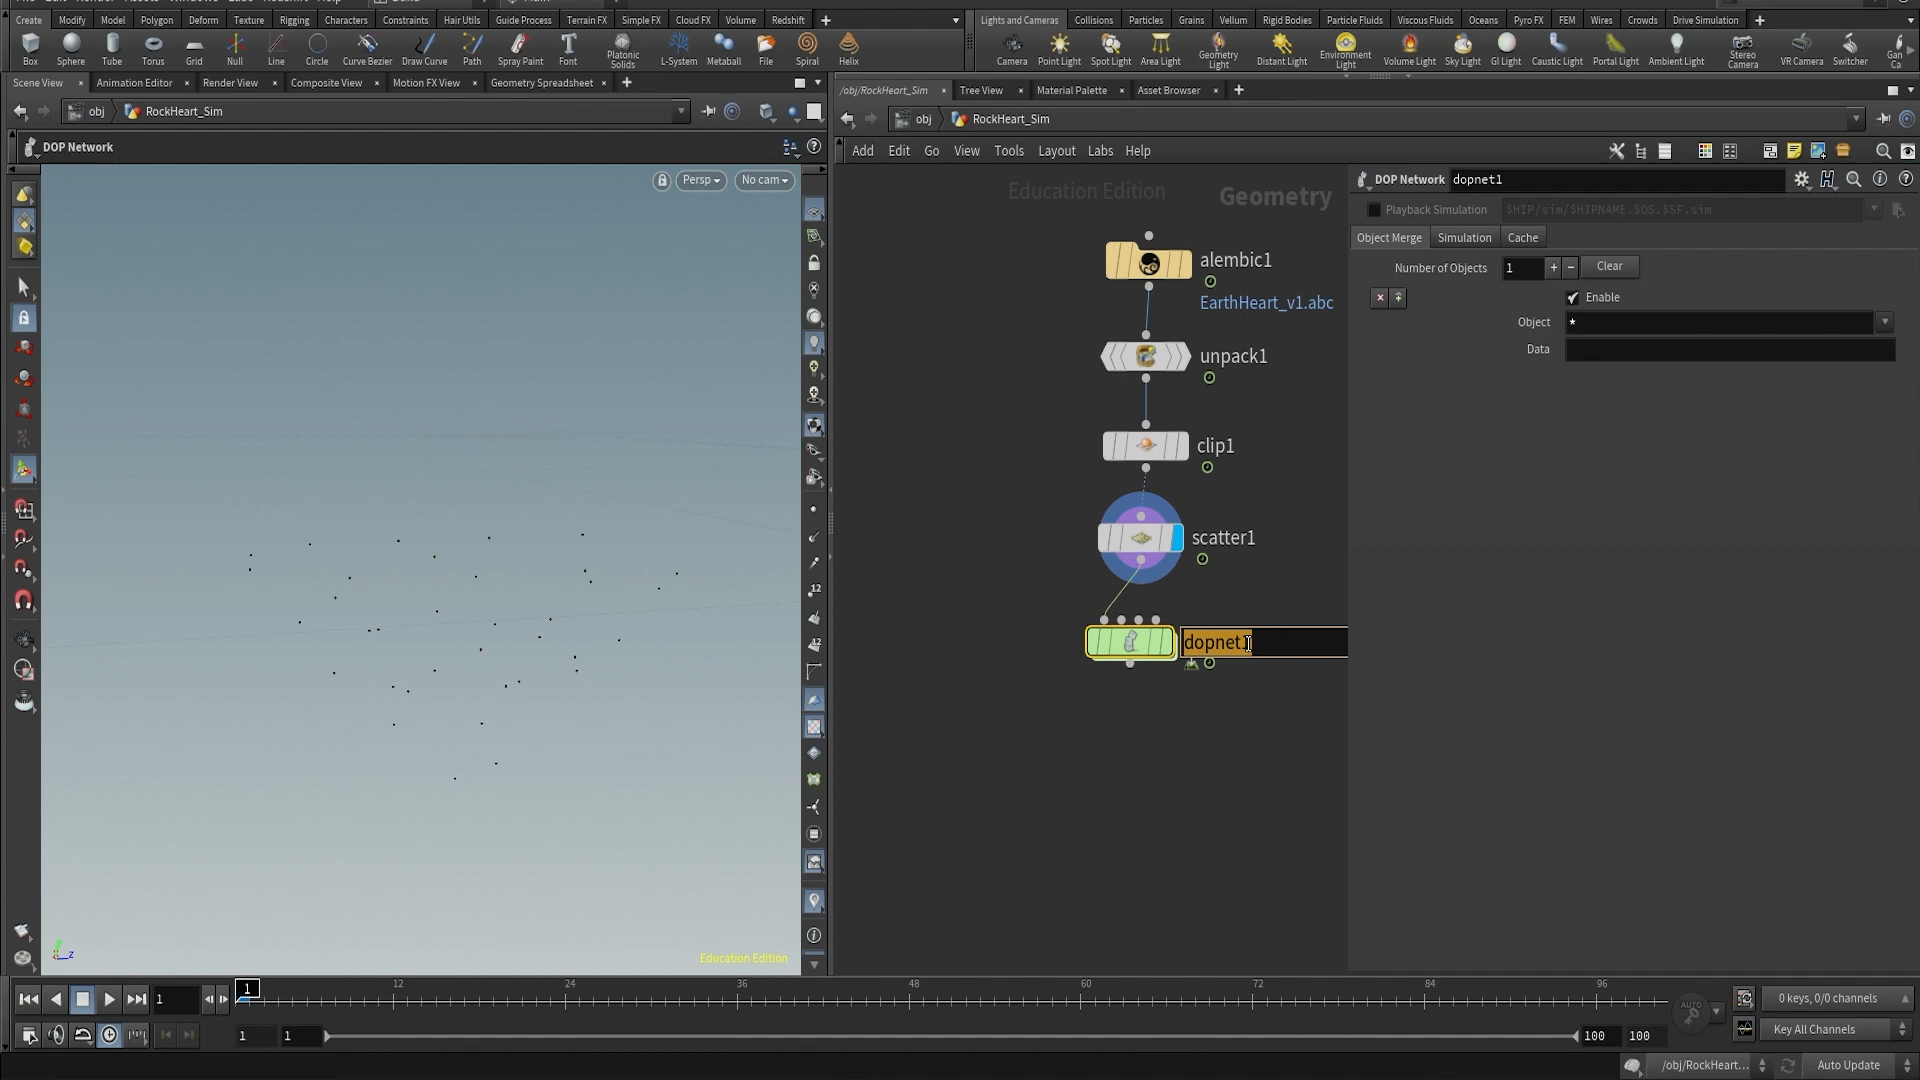 Create Modify Model Polygon Deform Texture Rigging Characters Constraints Hair Utils Guide Process Terrain FX Simple FX Cloud FX Volume Redshift
Lights and Cameras Collisions Particles Grains Vellum Rigid Bodies Particle Fluids Viscous Fluids Oceans Pyro FX FEM Wires Crowds Drive Simulation
Box Sphere Tube Torus Grid Null Line Circle Curve Bezier Draw Curve Path Spray Paint Font Platonic Solids L-System Metaball File Spiral Helix
Camera Point Light Spot Light Area Light Geometry Light Distant Light Environment Light Volume Light Sky Light GI Light Caustic Light Portal Light Ambient Light Stereo Camera VR Camera Switcher Gan Ca
Scene View Animation Editor Render View Composite View Motion FX View Geometry Spreadsheet
/obj/RockHeart_Sim Tree View Material Palette Asset Browser
obj RockHeart_Sim
obj RockHeart_Sim
DOP Network
Add Edit Go View Tools Layout Labs Help
Persp No cam
Education Edition
Geometry
DOP Network dopnet1
Playback Simulation $HIP/sim/$HIPNAME.$OS.$SF.sim
Object Merge Simulation Cache
Number of Objects 1 + − Clear
Enable
Object *
Data
alembic1
EarthHeart_v1.abc
unpack1
clip1
scatter1
dopnet1
12
12
z
Education Edition
1 1 12 24 36 48 60 72 84 96
AUTO
0 keys, 0/0 channels
1 1 100 100
Key All Channels
/obj/RockHeart... Auto Update